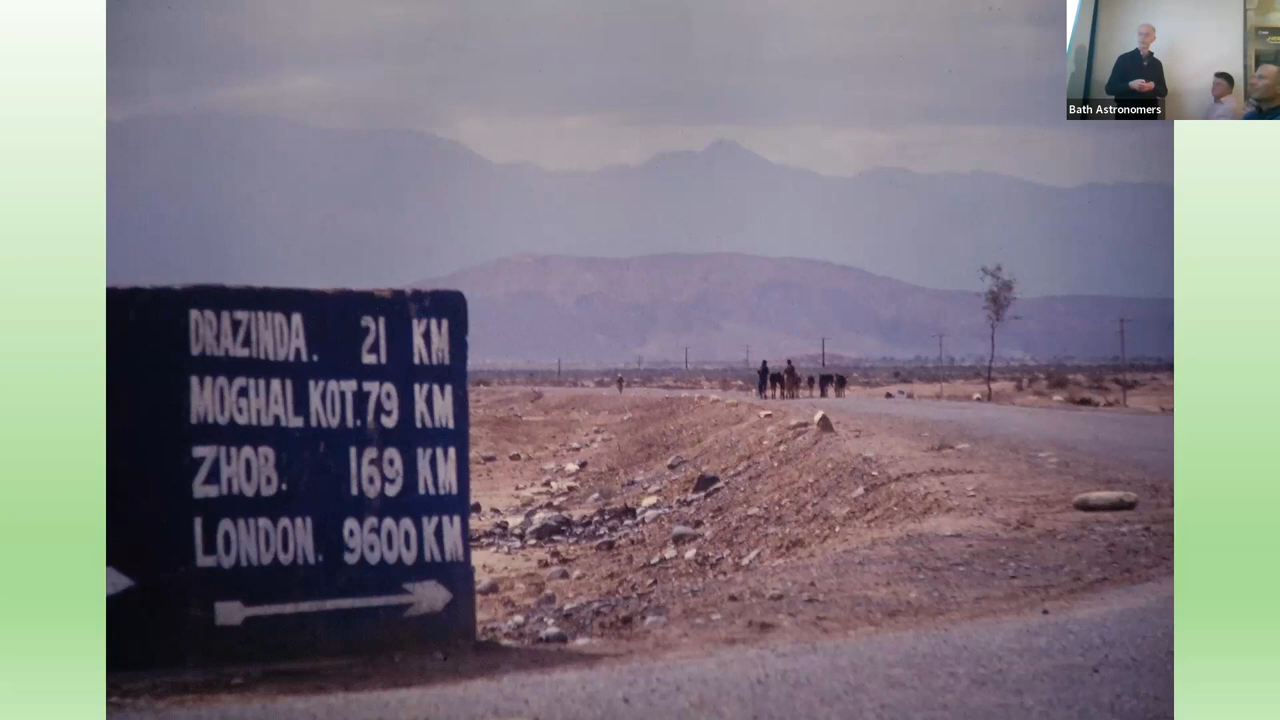 DRAZINDA. 21 KM
MOGHAL KOT. 79 KM
ZHOB. 169 KM
LONDON. 9600 KM
Bath Astronomers